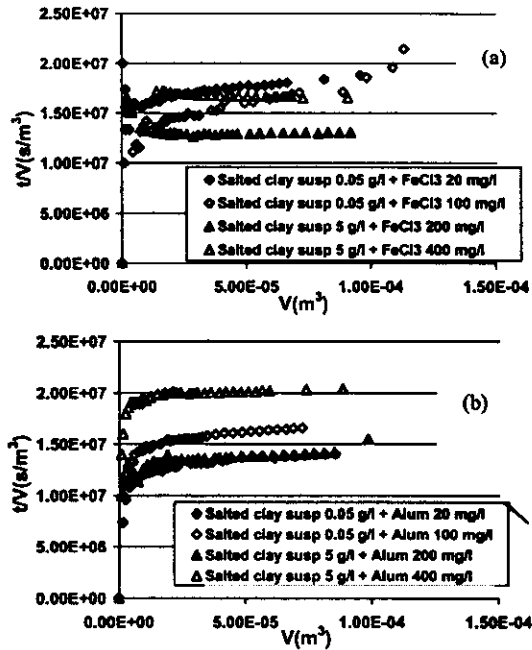 2.50E+07
(a)
2.00E+07
1.50E+07
1.00E+07
5.00E+06
0.00E+00
t/V(s/m³)
Salted clay susp 0.05 g/l + FeCl3 20 mg/l
Salted clay susp 0.05 g/l + FeCl3 100 mg/l
Salted clay susp 5 g/l + FeCl3 200 mg/l
Salted clay susp 5 g/l + FeCl3 400 mg/l
0.00E+00 5.00E-05 1.00E-04 1.50E-04
V(m³)
2.50E+07
(b)
2.00E+07
1.50E+07
1.00E+07
5.00E+06
0.00E+00
t/V(s/m³)
Salted clay susp 0.05 g/l + Alum 20 mg/l
Salted clay susp 0.05 g/l + Alum 100 mg/l
Salted clay susp 5 g/l + Alum 200 mg/l
Salted clay susp 5 g/l + Alum 400 mg/l
0.00E+00 5.00E-05 1.00E-04 1.50E-04
V(m³)